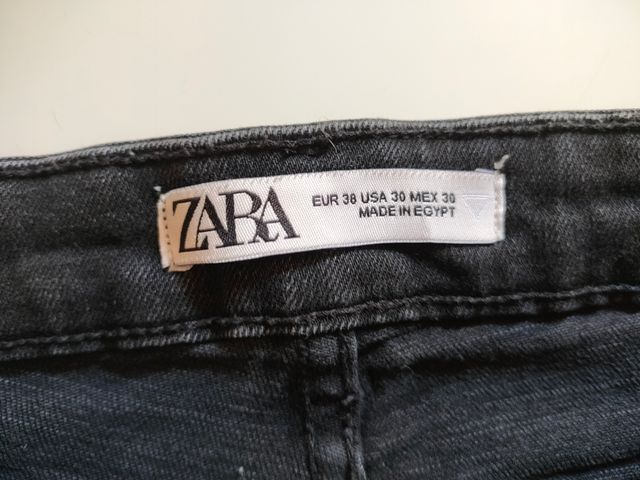 ZARA
EUR 38 USA 30 MEX 30
MADE IN EGYPT